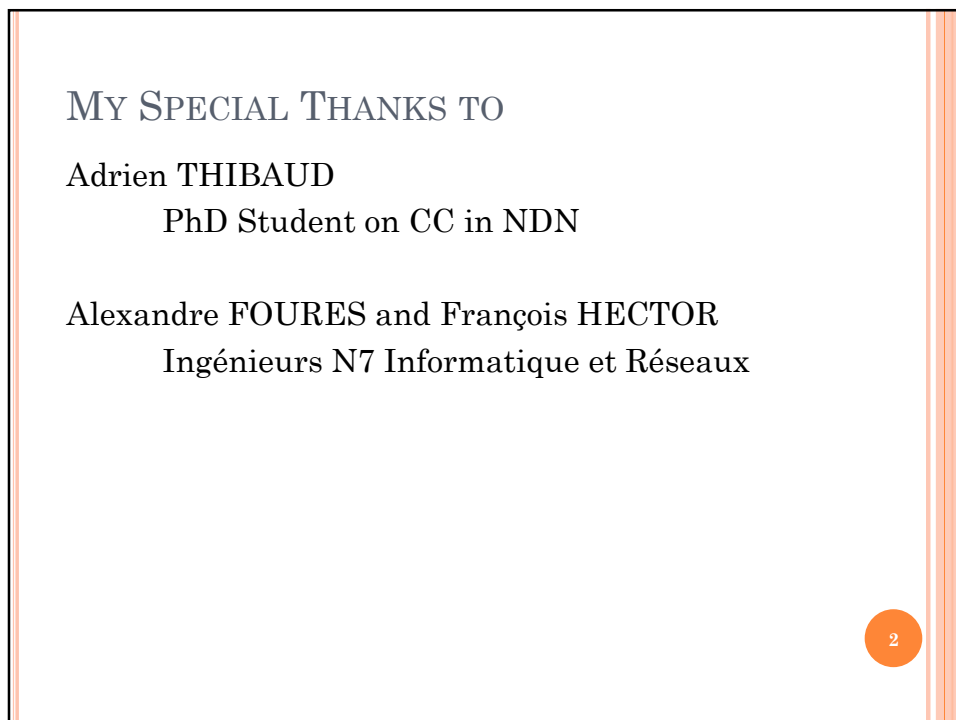 MY SPECIAL THANKS TO
Adrien THIBAUD
PhD Student on CC in NDN
Alexandre FOURES and François HECTOR
Ingénieurs N7 Informatique et Réseaux
2